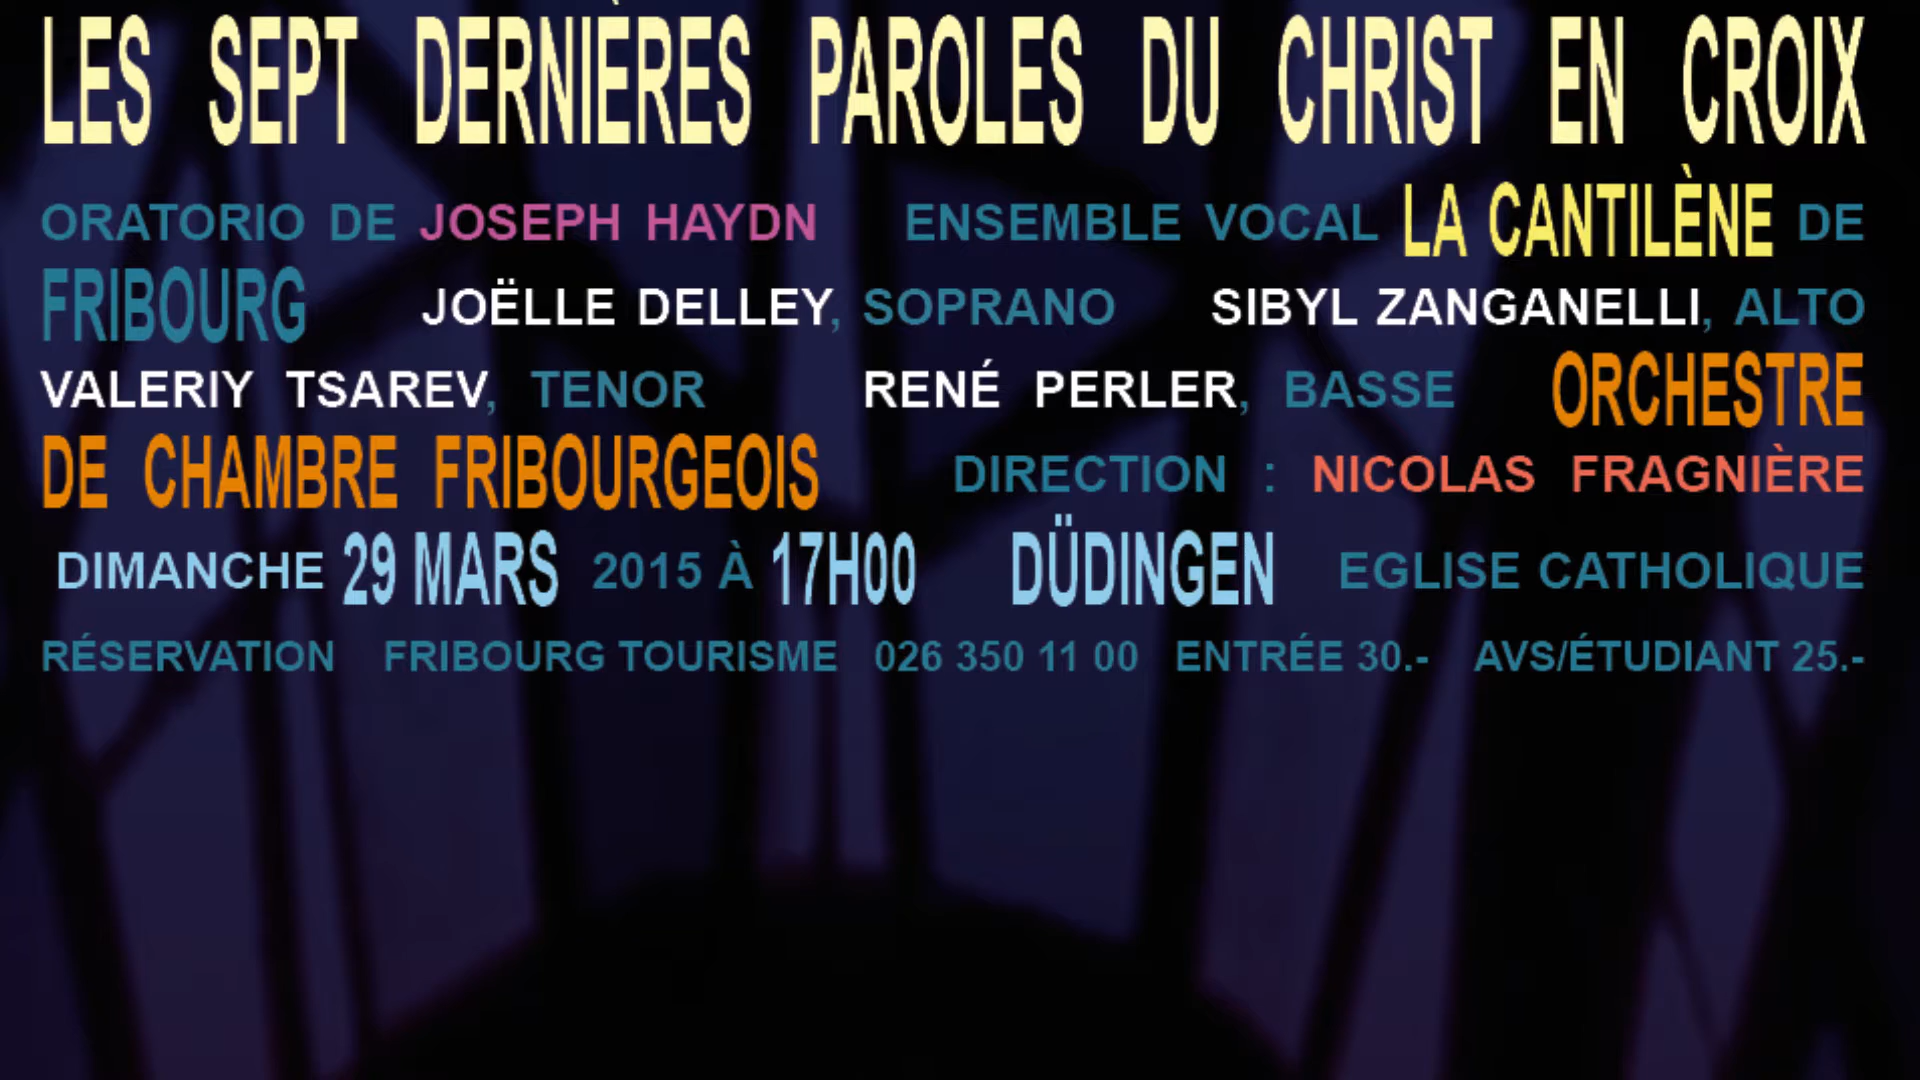 LES SEPT DERNIÈRES PAROLES DU CHRIST EN CROIX
ORATORIO DE JOSEPH HAYDN ENSEMBLE VOCAL LA CANTILÈNE DE
FRIBOURG JOËLLE DELLEY, SOPRANO SIBYL ZANGANELLI, ALTO
VALERIY TSAREV, TENOR RENÉ PERLER, BASSE ORCHESTRE
DE CHAMBRE FRIBOURGEOIS DIRECTION : NICOLAS FRAGNIÈRE
DIMANCHE 29 MARS 2015 À 17H00 DÜDINGEN EGLISE CATHOLIQUE
RÉSERVATION FRIBOURG TOURISME 026 350 11 00 ENTRÉE 30.- AVS/ÉTUDIANT 25.-